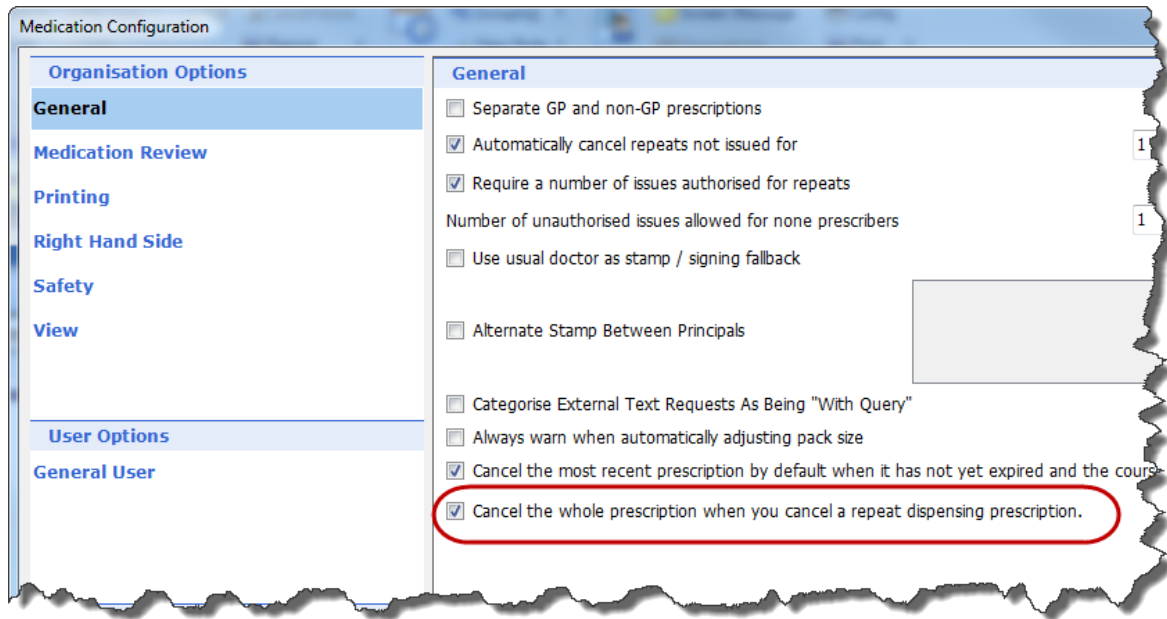 Medication Configuration
Organisation Options
General
Medication Review
Printing
Right Hand Side
Safety
View
User Options
General User
General
Separate GP and non-GP prescriptions
Automatically cancel repeats not issued for 1
Require a number of issues authorised for repeats
Number of unauthorised issues allowed for none prescribers 1
Use usual doctor as stamp / signing fallback
Alternate Stamp Between Principals
Categorise External Text Requests As Being "With Query"
Always warn when automatically adjusting pack size
Cancel the most recent prescription by default when it has not yet expired and the cours
Cancel the whole prescription when you cancel a repeat dispensing prescription.